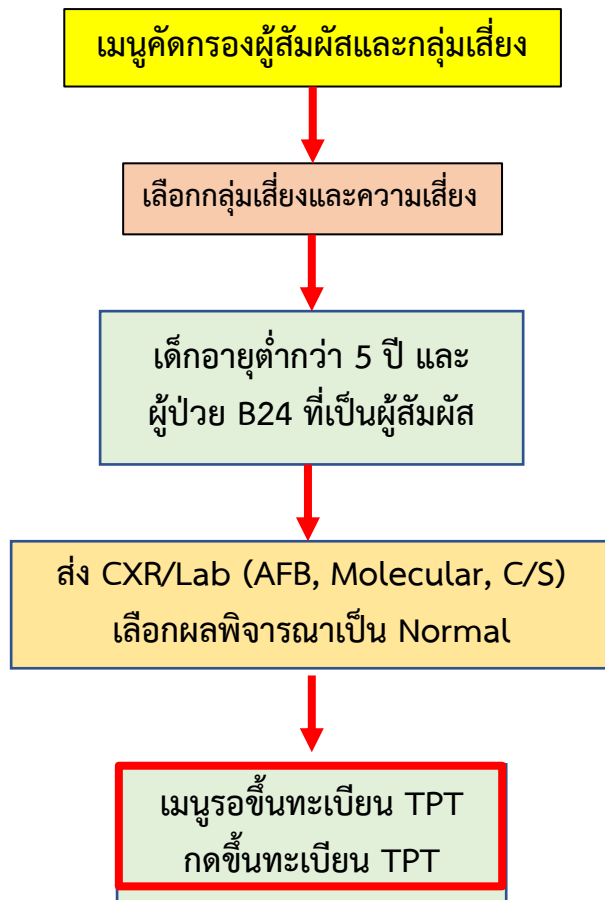 เมนูคัดกรองผู้สัมผัสและกลุ่มเสี่ยง
เลือกกลุ่มเสี่ยงและความเสี่ยง
เด็กอายุต่ำกว่า 5 ปี และ
ผู้ป่วย B24 ที่เป็นผู้สัมผัส
ส่ง CXR/Lab (AFB, Molecular, C/S)
เลือกผลพิจารณาเป็น Normal
เมนูรอขึ้นทะเบียน TPT
กดขึ้นทะเบียน TPT